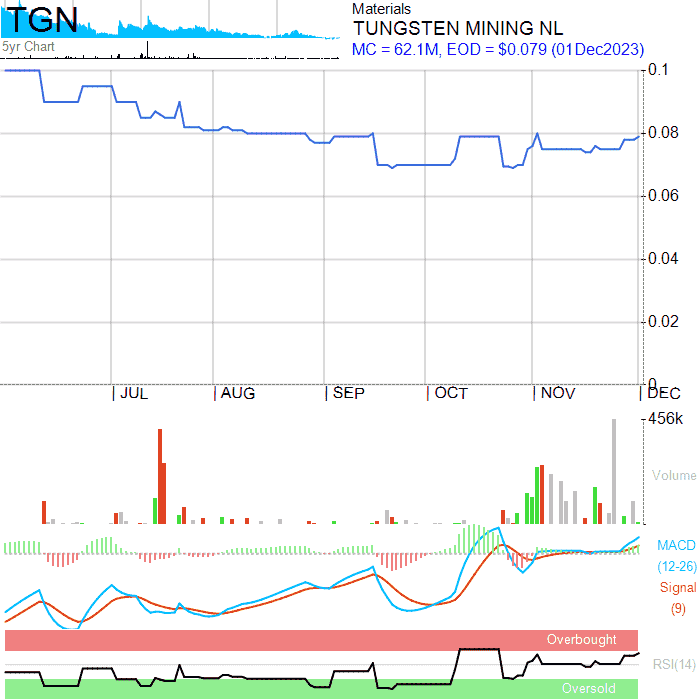 TGN
5yr Chart
Materials
TUNGSTEN MINING NL
MC = 62.1M, EOD = $0.079 (01Dec2023)
0.1
0.08
0.06
0.04
0.02
0
| JUL | AUG | SEP | OCT | NOV | DEC
456k
Volume
MACD
(12-26)
Signal
(9)
Overbought
RSI(14)
Oversold